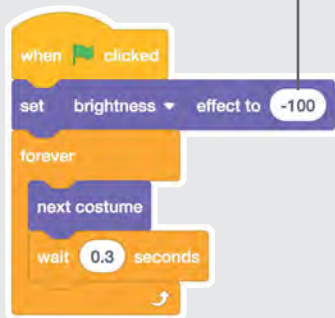 when clicked
set brightness effect to -100
forever
next costume
wait 0.3 seconds